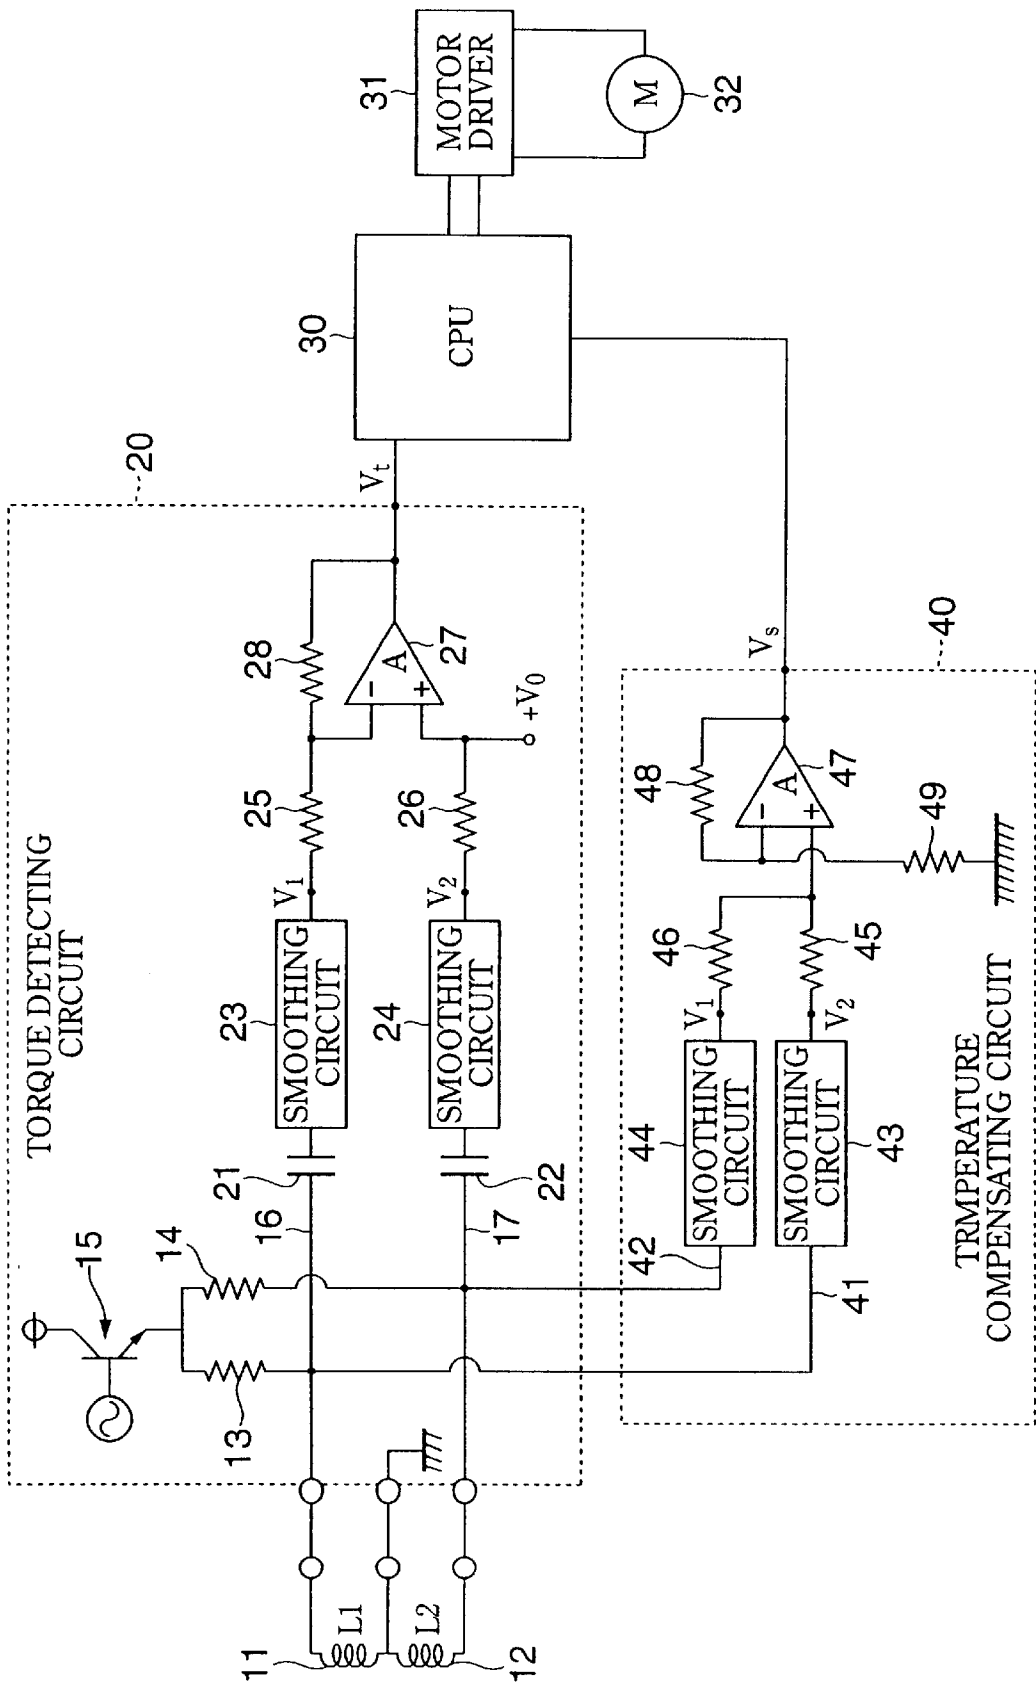 TORQUE DETECTING
CIRCUIT
20
15
14
13
16
17
21
22
23
SMOOTHING
CIRCUIT
24
SMOOTHING
CIRCUIT
V1
V2
25
26
28
27
A
−
+
+V0
Vt
11
L1
L2
12
30
CPU
31
MOTOR
DRIVER
M
32
40
TRMPERATURE
COMPENSATING CIRCUIT
42
41
44
SMOOTHING
CIRCUIT
SMOOTHING
CIRCUIT
43
V1
V2
46
45
48
47
A
−
+
49
Vs